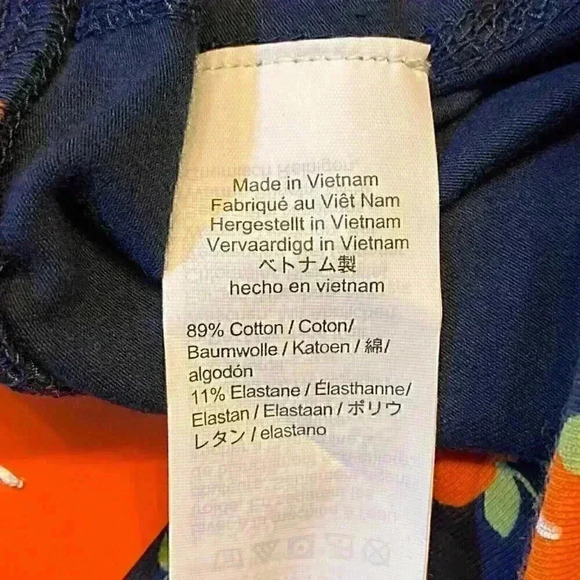 Made in Vietnam
Fabriqué au Viêt Nam
Hergestellt in Vietnam
Vervaardigd in Vietnam
ベトナム製
hecho en vietnam
89% Cotton / Coton/
Baumwolle / Katoen / 綿/
algodón
11% Elastane / Élasthanne/
Elastan / Elastaan / ポリウ
レタン / elastano